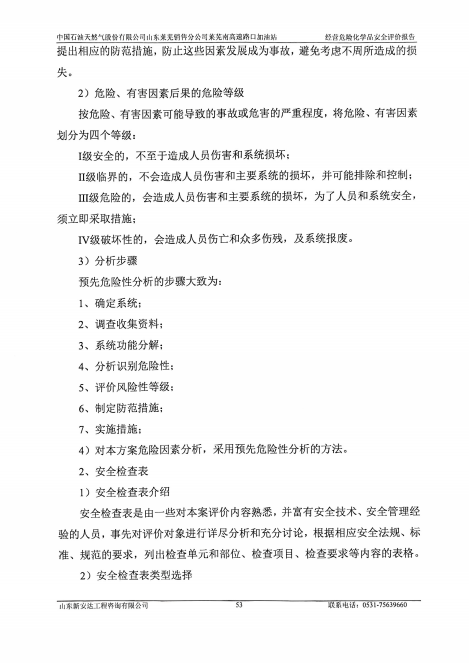 中国石油天然气股份有限公司山东莱芜销售分公司莱芜南高速路口加油站 经营危险化学品安全评价报告
提出相应的防范措施，防止这些因素发展成为事故，避免考虑不周所造成的损
失。
2）危险、有害因素后果的危险等级
按危险、有害因素可能导致的事故或危害的严重程度，将危险、有害因素
划分为四个等级：
I级安全的，不至于造成人员伤害和系统损坏；
II级临界的，不会造成人员伤害和主要系统的损坏，并可能排除和控制；
III级危险的，会造成人员伤害和主要系统的损坏，为了人员和系统安全，
须立即采取措施；
IV级破坏性的，会造成人员伤亡和众多伤残，及系统报废。
3）分析步骤
预先危险性分析的步骤大致为：
1、确定系统；
2、调查收集资料；
3、系统功能分解；
4、分析识别危险性；
5、评价风险性等级；
6、制定防范措施；
7、实施措施；
4）对本方案危险因素分析，采用预先危险性分析的方法。
2、安全检查表
1）安全检查表介绍
安全检查表是由一些对本案评价内容熟悉，并富有安全技术、安全管理经
验的人员，事先对评价对象进行详尽分析和充分讨论，根据相应安全法规、标
准、规范的要求，列出检查单元和部位、检查项目、检查要求等内容的表格。
2）安全检查表类型选择
山东新安达工程咨询有限公司 53 联系电话：0531-75639660